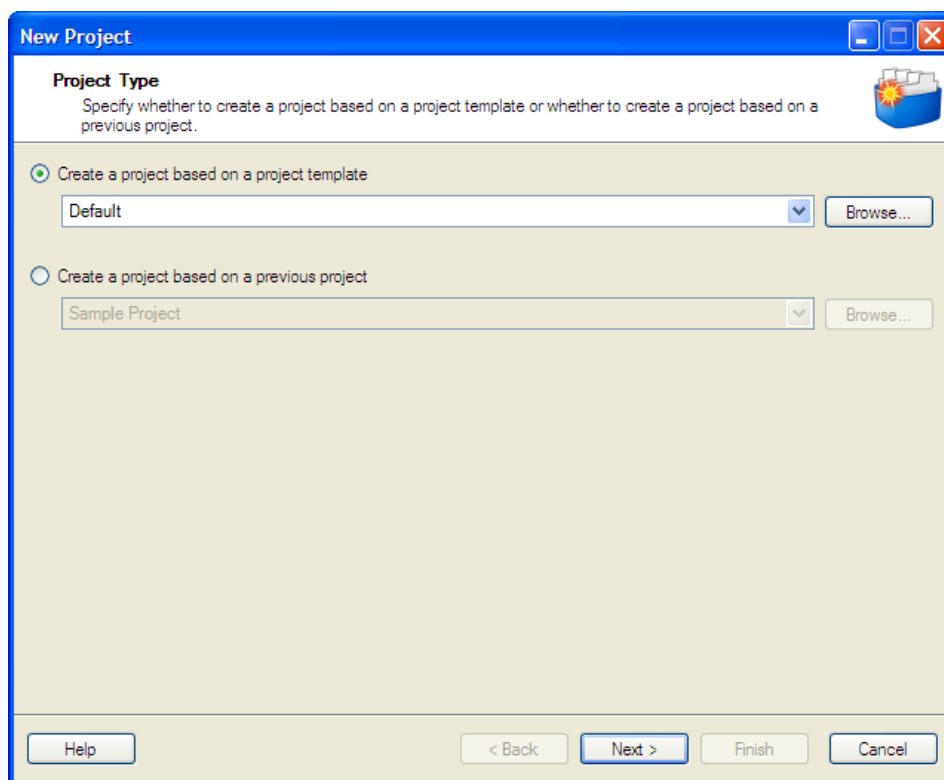 New Project
Project Type
Specify whether to create a project based on a project template or whether to create a project based on a
previous project.
Create a project based on a project template
Default
Browse...
Create a project based on a previous project
Sample Project
Browse...
Help
< Back
Next >
Finish
Cancel